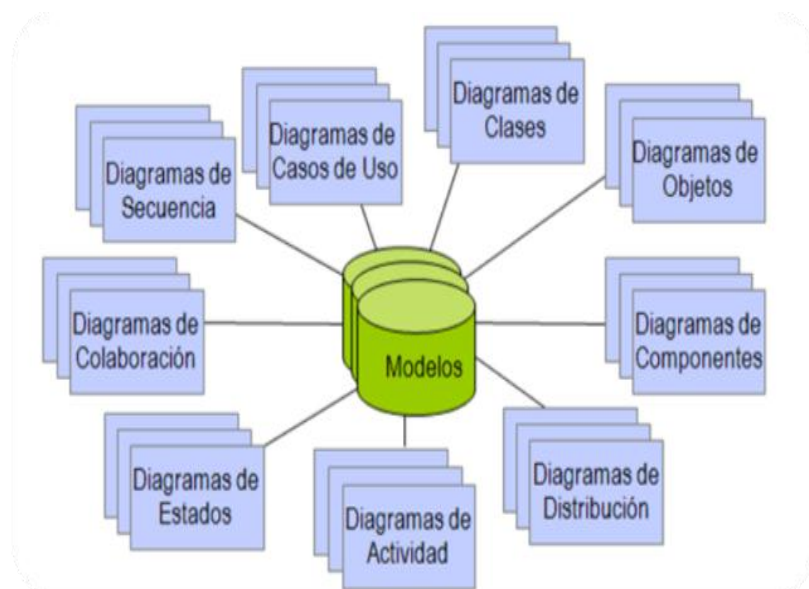 Diagramas de
Clases
Diagramas de
Casos de Uso
Diagramas de
Objetos
Diagramas de
Secuencia
Diagramas de
Colaboración
Diagramas de
Componentes
Modelos
Diagramas de
Estados
Diagramas de
Distribución
Diagramas de
Actividad